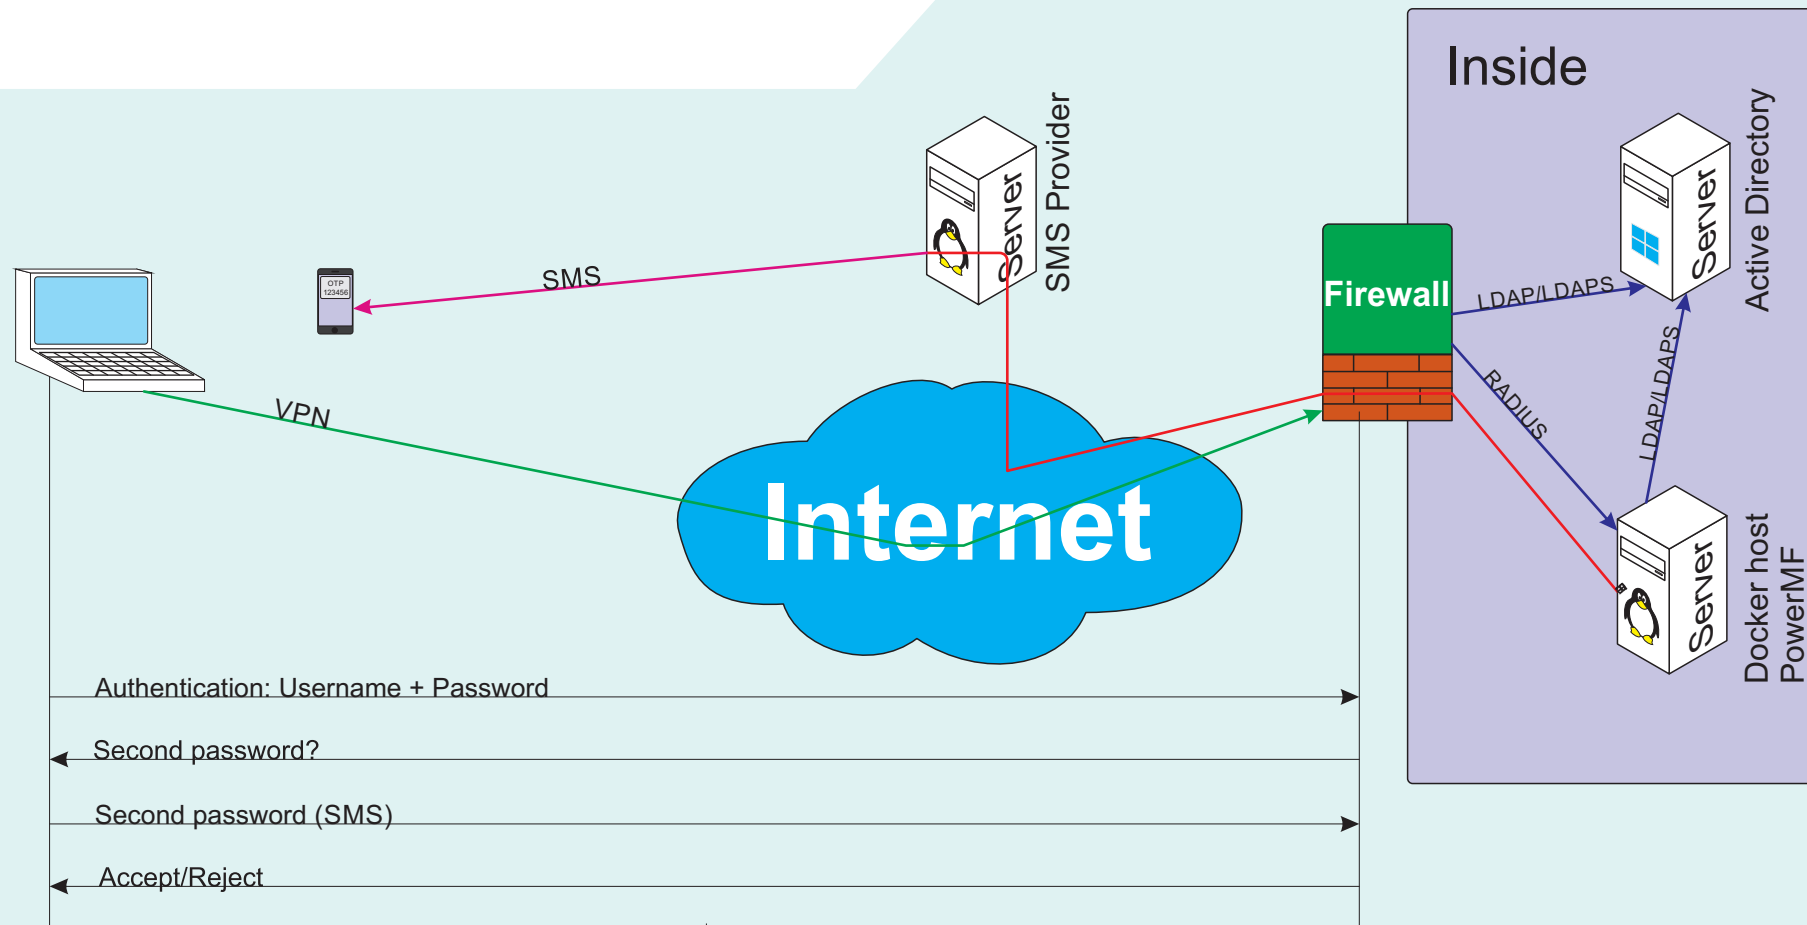 Inside
Server
SMS Provider
Server
Active Directory
OTP
123456
SMS
Firewall
LDAP/LDAPS
VPN
RADIUS
LDAP/LDAPS
Internet
Server
Docker host
PowerMF
Authentication: Username + Password
Second password?
Second password (SMS)
Accept/Reject